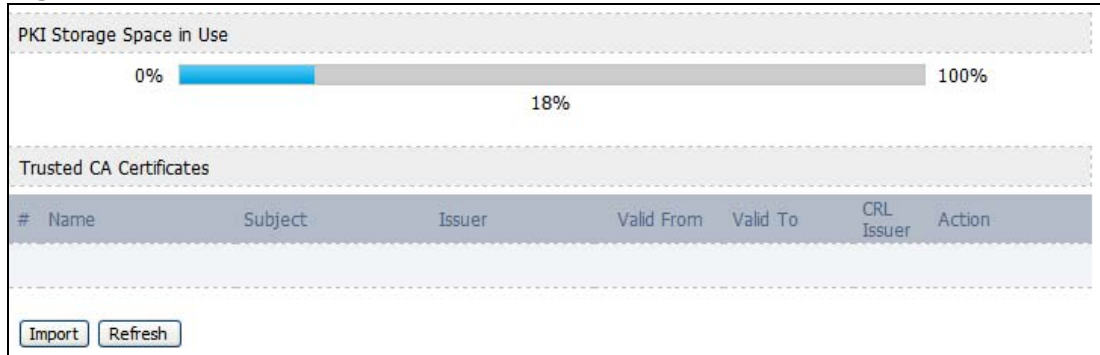 PKI Storage Space in Use
0% 100%
18%
Trusted CA Certificates
# Name Subject Issuer Valid From Valid To CRL Issuer Action
Import Refresh